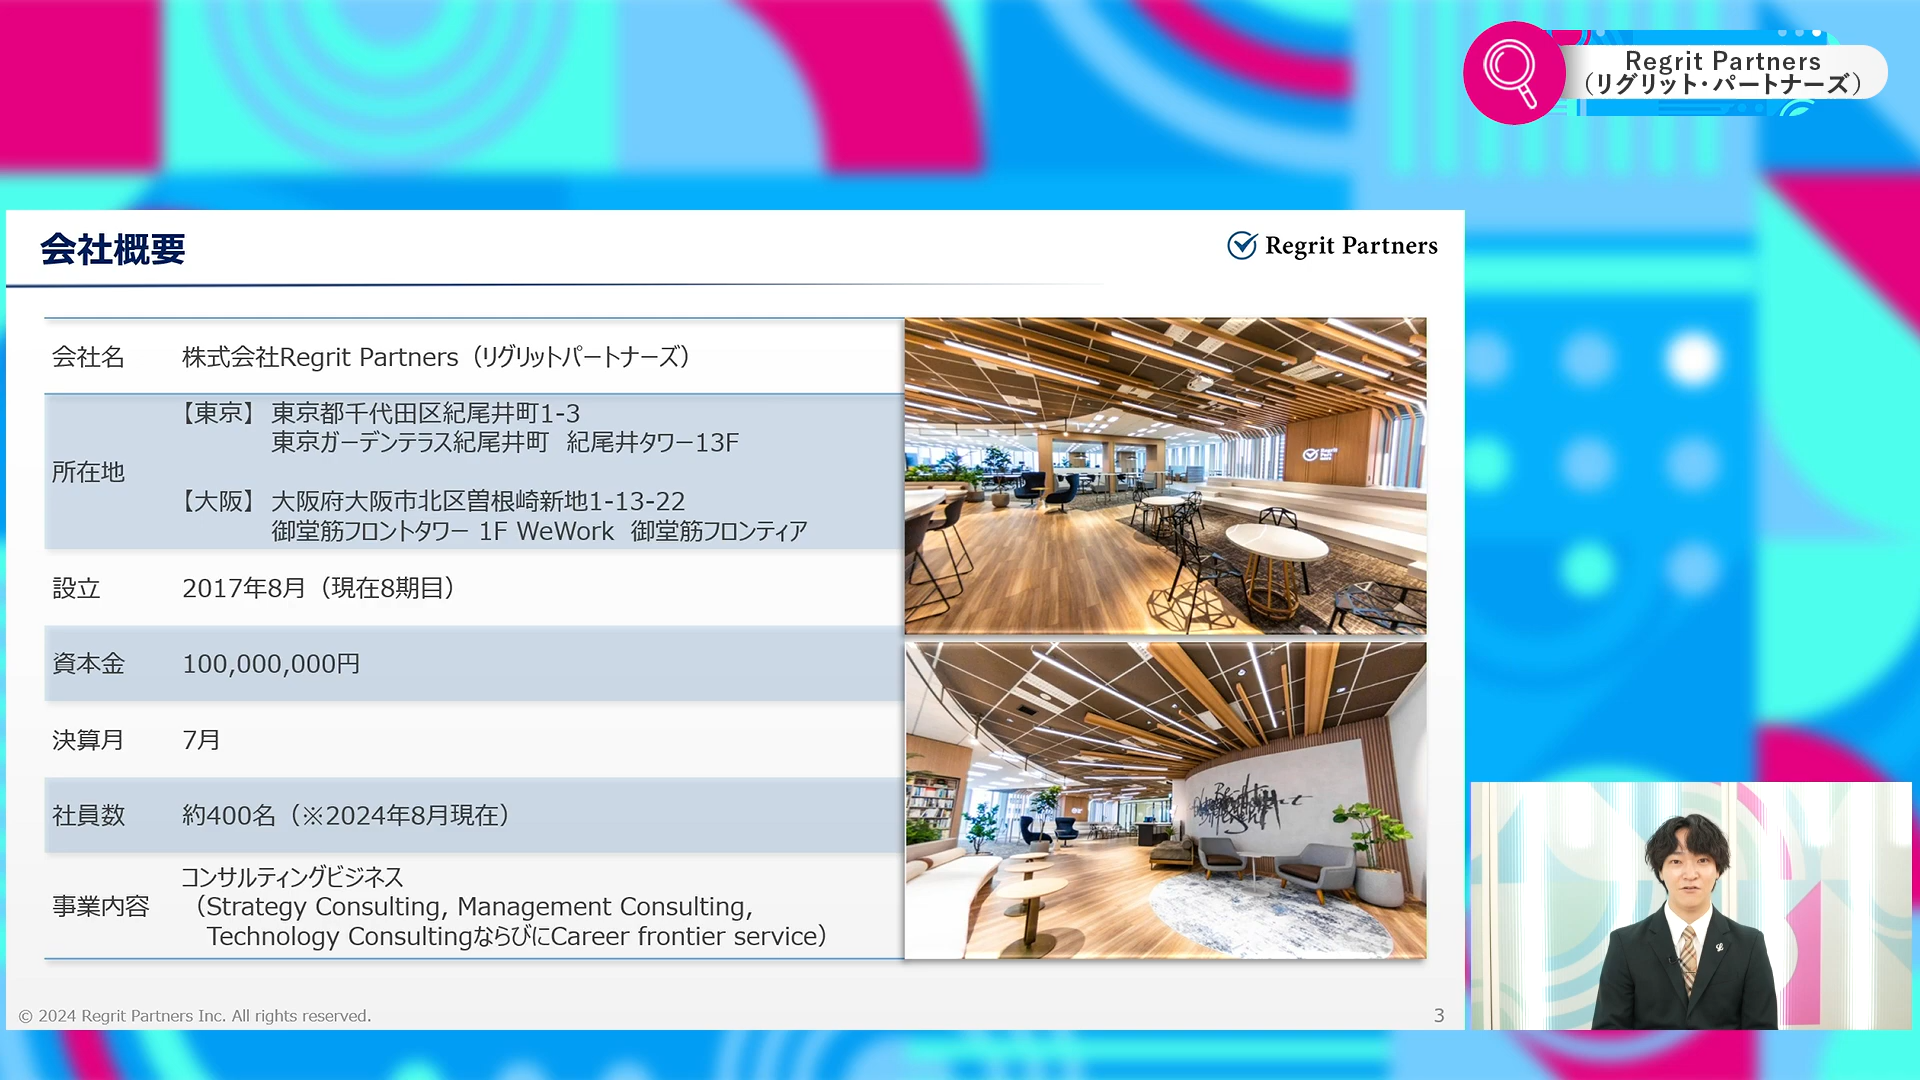 Regrit Partners
（リグリット・パートナーズ）
会社概要
Regrit Partners
会社名 株式会社Regrit Partners（リグリットパートナーズ）
所在地
【東京】 東京都千代田区紀尾井町1-3
東京ガーデンテラス紀尾井町 紀尾井タワー13F
【大阪】 大阪府大阪市北区曽根崎新地1-13-22
御堂筋フロントタワー 1F WeWork 御堂筋フロンティア
設立 2017年8月（現在8期目）
資本金 100,000,000円
決算月 7月
社員数 約400名（※2024年8月現在）
事業内容
コンサルティングビジネス
（Strategy Consulting, Management Consulting,
Technology ConsultingならびにCareer frontier service）
© 2024 Regrit Partners Inc. All rights reserved.
3